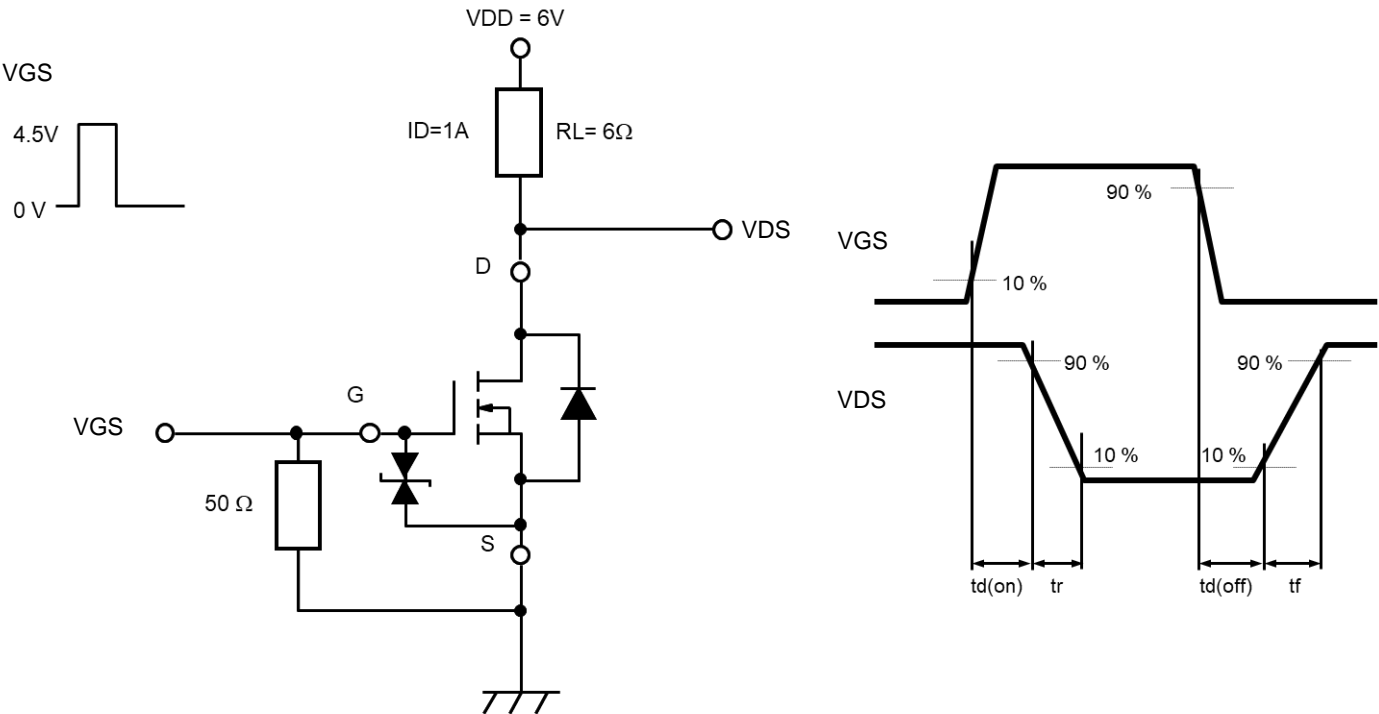 VDD = 6V
VGS
4.5V
0 V
ID=1A
RL= 6Ω
VDS
D
G
VGS
50 Ω
S
VGS
90 %
10 %
VDS
90 %
90 %
10 %
10 %
td(on)
tr
td(off)
tf